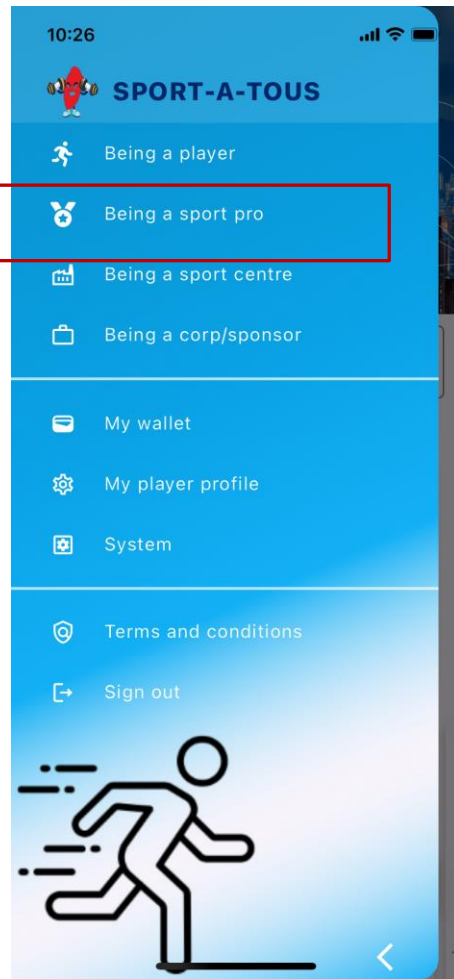 10:26
SPORT-A-TOUS
Being a player
Being a sport pro
Being a sport centre
Being a corp/sponsor
My wallet
My player profile
System
Terms and conditions
Sign out